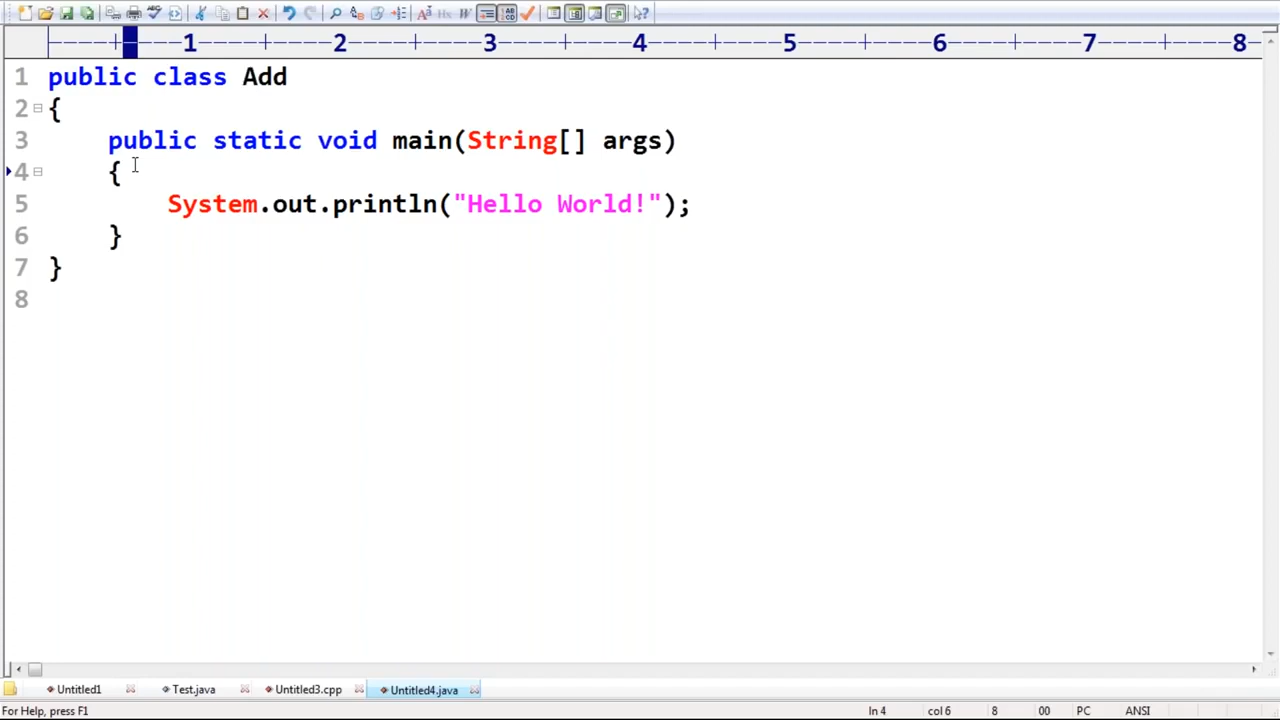 1 2 3 4 5 6 7 8
1 public class Add
2 {
3 public static void main(String[] args)
4 {
5 System.out.println("Hello World!");
6 }
7 }
8
Untitled1 Test.java Untitled3.cpp Untitled4.java
For Help, press F1 ln 4 col 6 8 00 PC ANSI